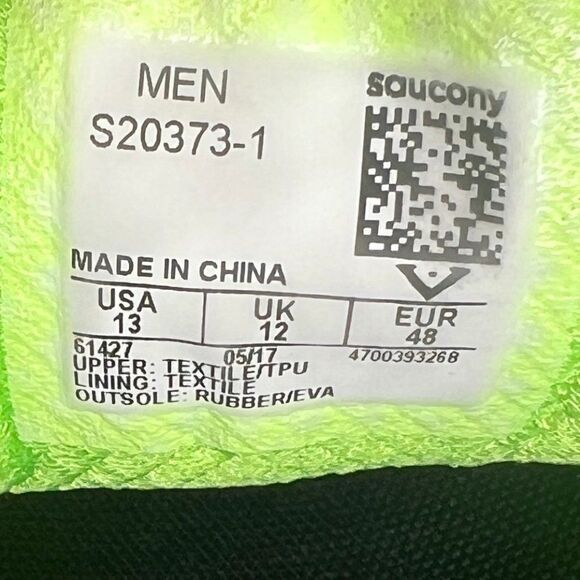 MEN
S20373-1
saucony
MADE IN CHINA
USA UK EUR
13 12 48
61427 05/17 4700393268
UPPER: TEXTILE/TPU
LINING: TEXTILE
OUTSOLE: RUBBER/EVA